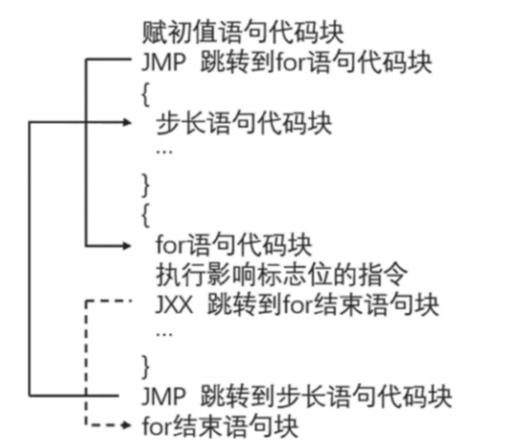 赋初值语句代码块
JMP 跳转到for语句代码块
{
步长语句代码块
...
}
{
for语句代码块
执行影响标志位的指令
JXX 跳转到for结束语句块
...
}
JMP 跳转到步长语句代码块
for结束语句块